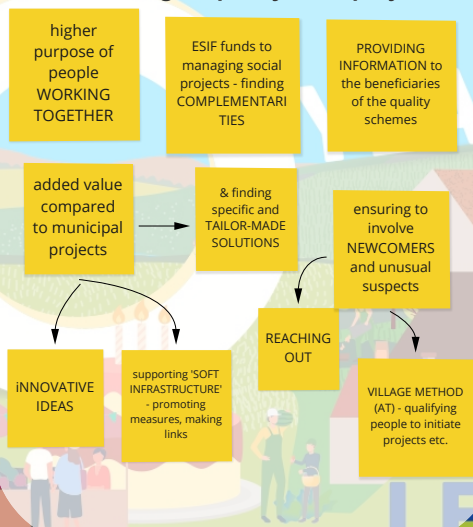 higher
purpose of
people
WORKING
TOGETHER
ESIF funds to
managing social
projects - finding
COMPLEMENTARI
TIES
PROVIDING
INFORMATION to
the beneficiaries
of the quality
schemes
added value
compared
to municipal
projects
& finding
specific and
TAILOR-MADE
SOLUTIONS
ensuring to
involve
NEWCOMERS
and unusual
suspects
iNNOVATIVE
IDEAS
supporting 'SOFT
INFRASTRUCTURE'
- promoting
measures, making
links
REACHING
OUT
VILLAGE METHOD
(AT) - qualifying
people to initiate
projects etc.